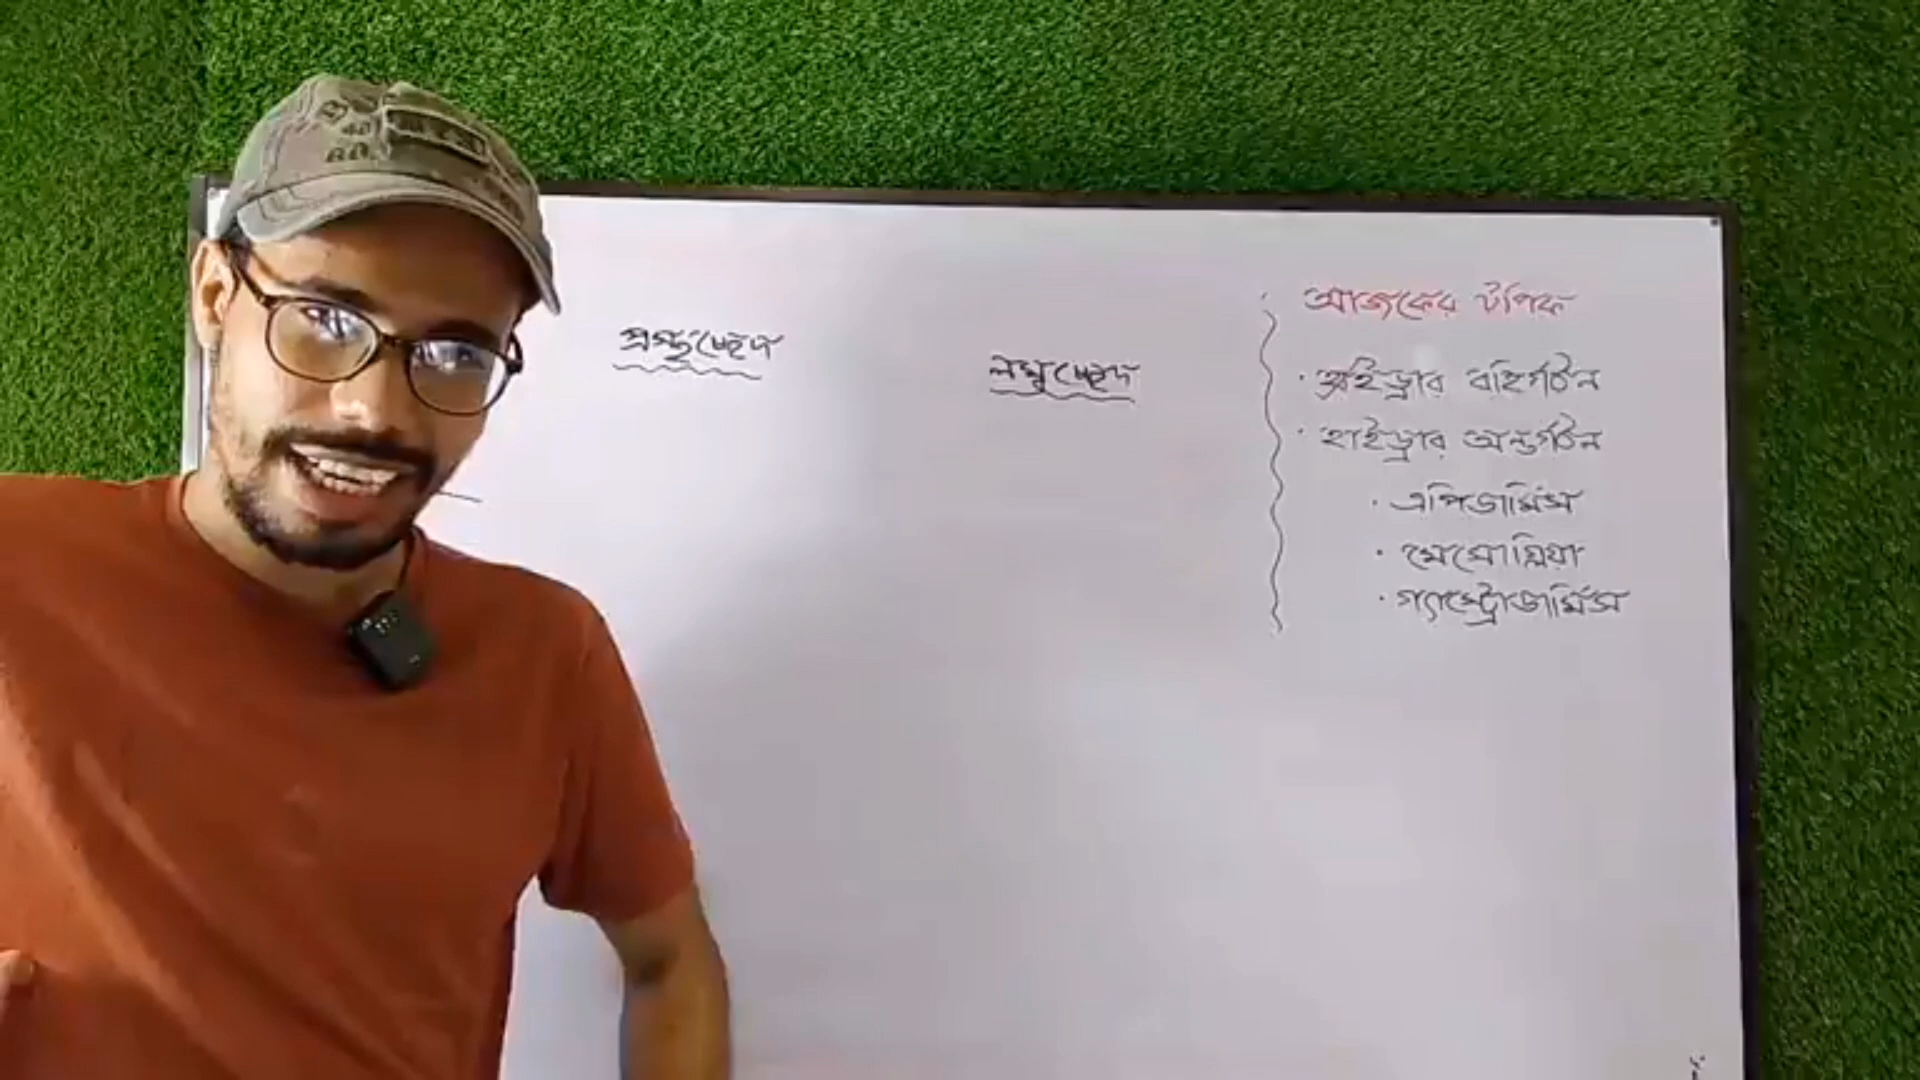 প্রস্থচ্ছেদ
লম্বচ্ছেদ
আজকের টপিক
· হাইড্রার বহির্গঠন
· হাইড্রার অন্তর্গঠন
· এপিডার্মিস
· মেসোগ্লিয়া
· গ্যাস্ট্রোডার্মিস